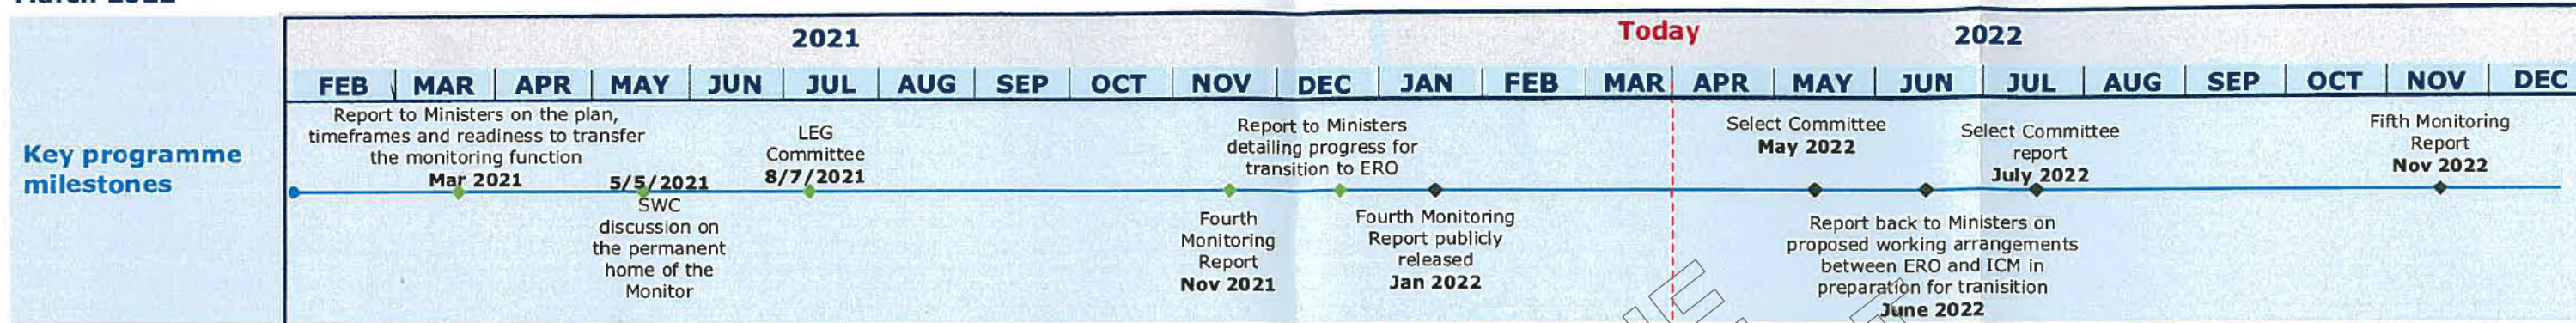 Today
2021
2022
FEB MAR APR MAY JUN JUL AUG SEP OCT NOV DEC JAN FEB MAR APR MAY JUN JUL AUG SEP OCT NOV DEC
Key programme
milestones
Report to Ministers on the plan,
timeframes and readiness to transfer
the monitoring function
Mar 2021
5/5/2021
SWC
discussion on
the permanent
home of the
Monitor
LEG
Committee
8/7/2021
Fourth
Monitoring
Report
Nov 2021
Report to Ministers
detailing progress for
transition to ERO
Fourth Monitoring
Report publicly
released
Jan 2022
Select Committee
May 2022
Report back to Ministers on
proposed working arrangements
between ERO and ICM in
preparation for tranisition
June 2022
Select Committee
report
July 2022
Fifth Monitoring
Report
Nov 2022